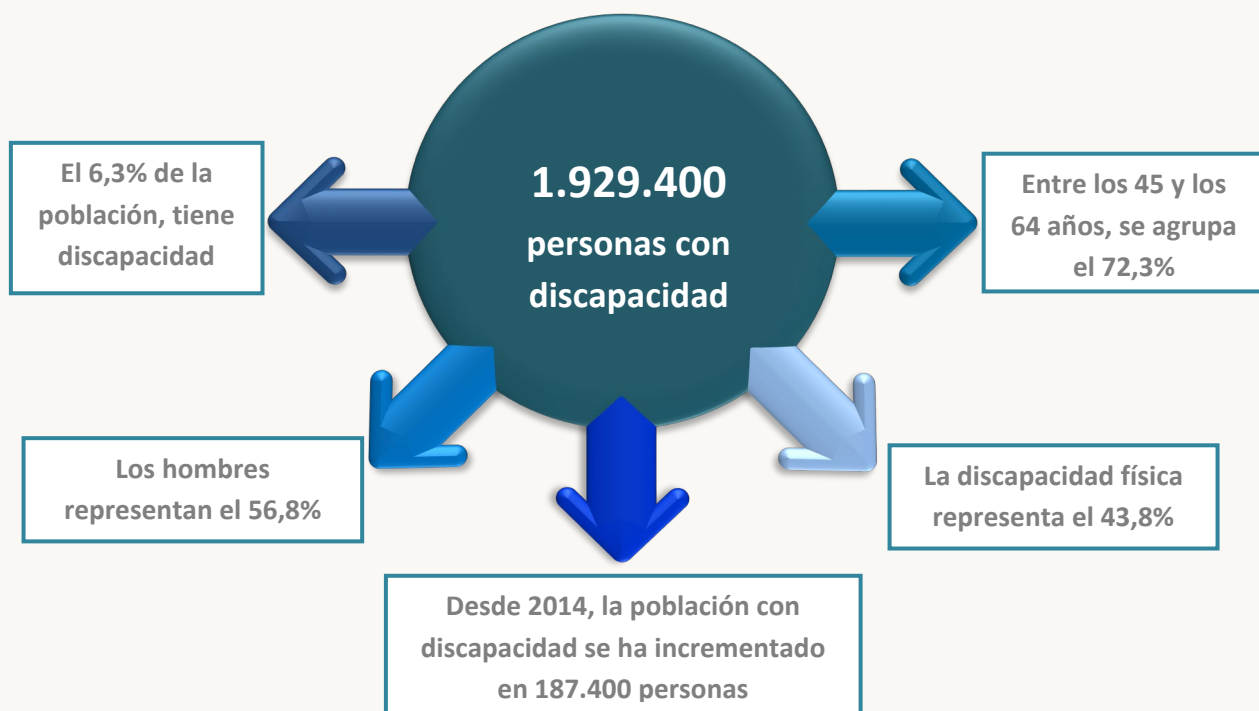 1.929.400
personas con
discapacidad
El 6,3% de la
población, tiene
discapacidad
Entre los 45 y los
64 años, se agrupa
el 72,3%
Los hombres
representan el 56,8%
La discapacidad física
representa el 43,8%
Desde 2014, la población con
discapacidad se ha incrementado
en 187.400 personas